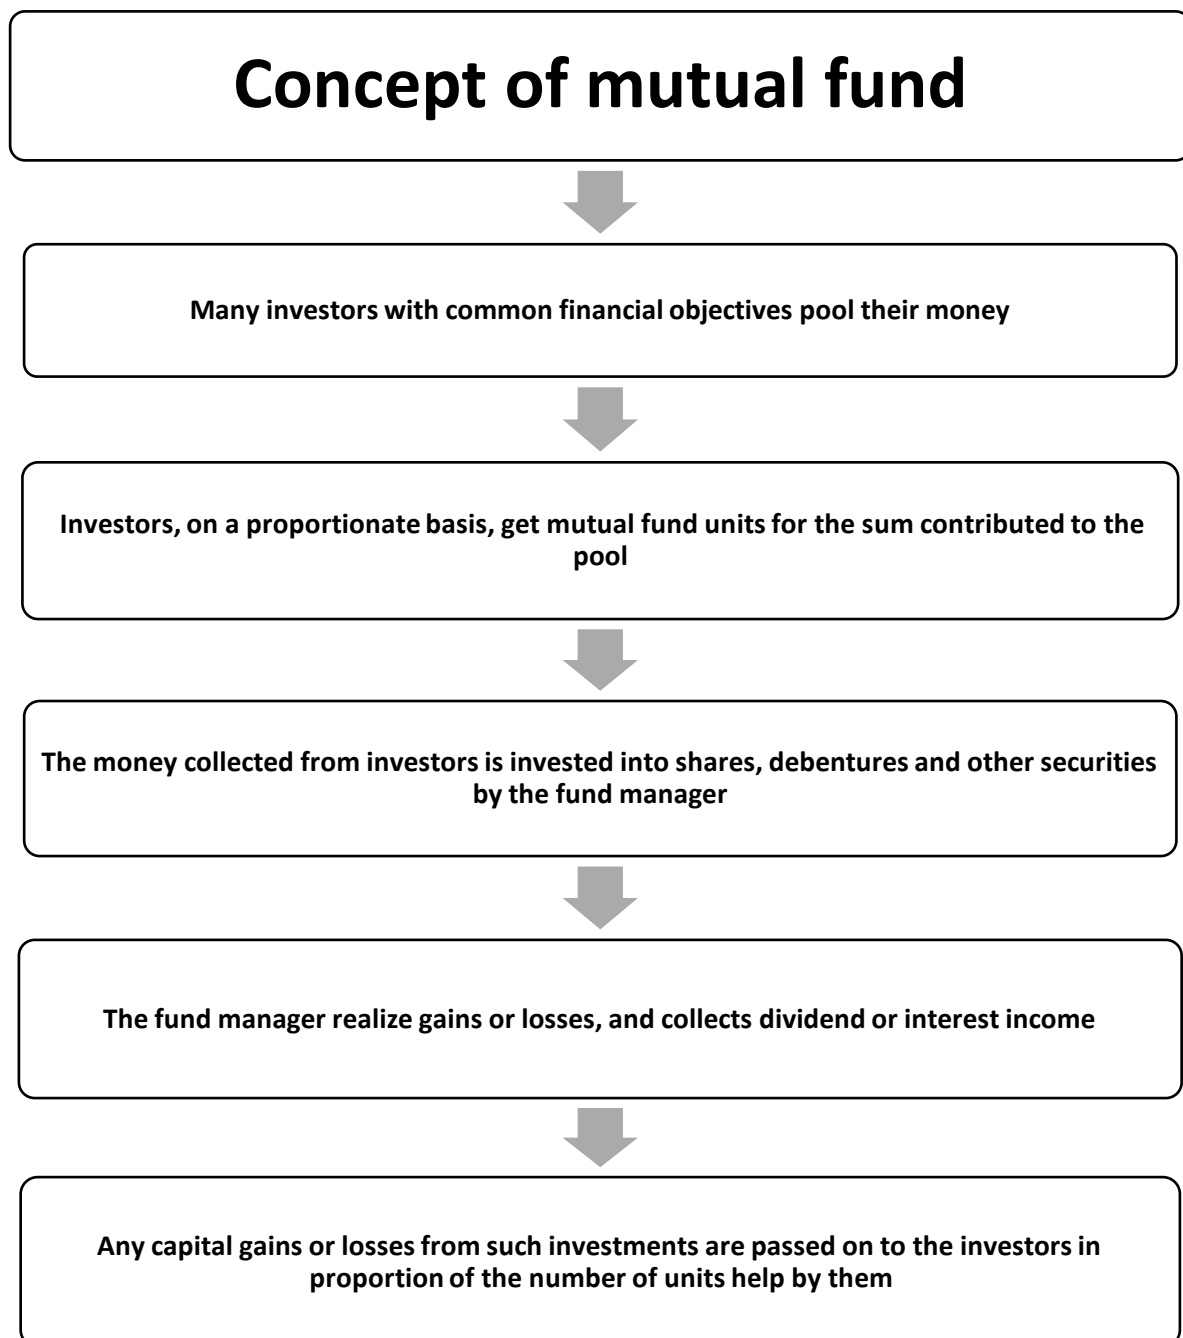 Concept of mutual fund
Many investors with common financial objectives pool their money
Investors, on a proportionate basis, get mutual fund units for the sum contributed to the
pool
The money collected from investors is invested into shares, debentures and other securities
by the fund manager
The fund manager realize gains or losses, and collects dividend or interest income
Any capital gains or losses from such investments are passed on to the investors in
proportion of the number of units help by them